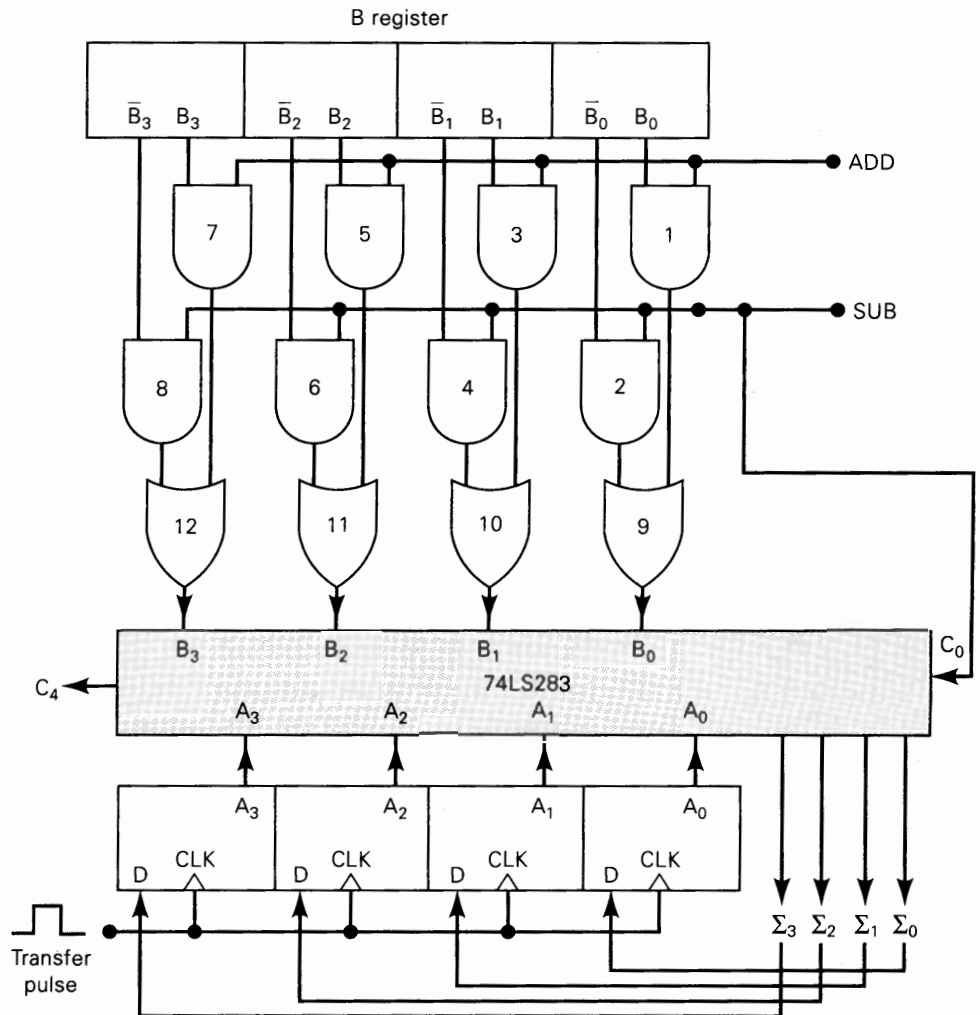 B register
B̅₃ B₃ B̅₂ B₂ B̅₁ B₁ B̅₀ B₀
ADD
7 5 3 1
SUB
8 6 4 2
12 11 10 9
B₃ B₂ B₁ B₀
C₀
74LS283
C₄
A₃ A₂ A₁ A₀
A₃ A₂ A₁ A₀
CLK CLK CLK CLK
D D D D
Σ₃ Σ₂ Σ₁ Σ₀
Transfer
pulse